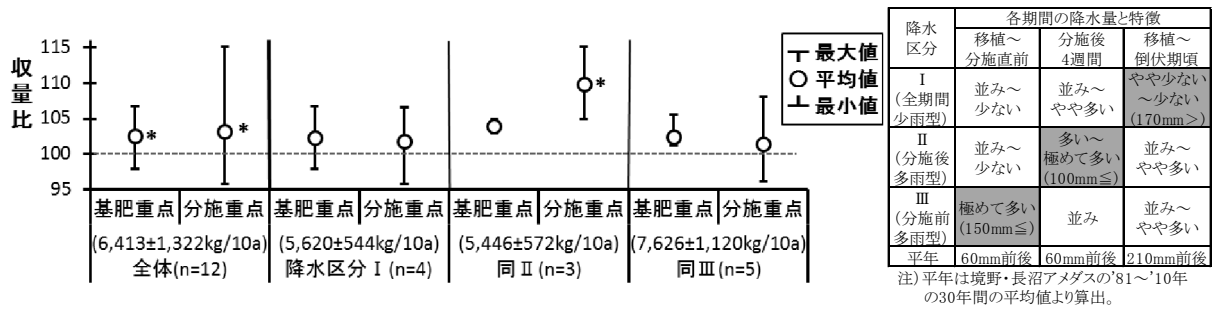 収量比
115
110
105
100
95
*
*
*
最大値
平均値
最小値
基肥重点 分施重点 基肥重点 分施重点 基肥重点 分施重点 基肥重点 分施重点
(6,413±1,322kg/10a) (5,620±544kg/10a) (5,446±572kg/10a) (7,626±1,120kg/10a)
全体(n=12) 降水区分Ⅰ(n=4) 同Ⅱ(n=3) 同Ⅲ(n=5)
降水
区分
各期間の降水量と特徴
移植～
分施直前
分施後
4週間
移植～
倒伏期頃
Ⅰ
(全期間
少雨型)
並み～
少ない
並み～
やや多い
やや少ない
～少ない
(170mm＞)
Ⅱ
(分施後
多雨型)
並み～
少ない
多い～
極めて多い
(100mm≦)
並み～
やや多い
Ⅲ
(分施前
多雨型)
極めて多い
(150mm≦)
並み
並み～
やや多い
平年 60mm前後 60mm前後 210mm前後
注）平年は境野・長沼アメダスの'81～'10年
の30年間の平均値より算出。